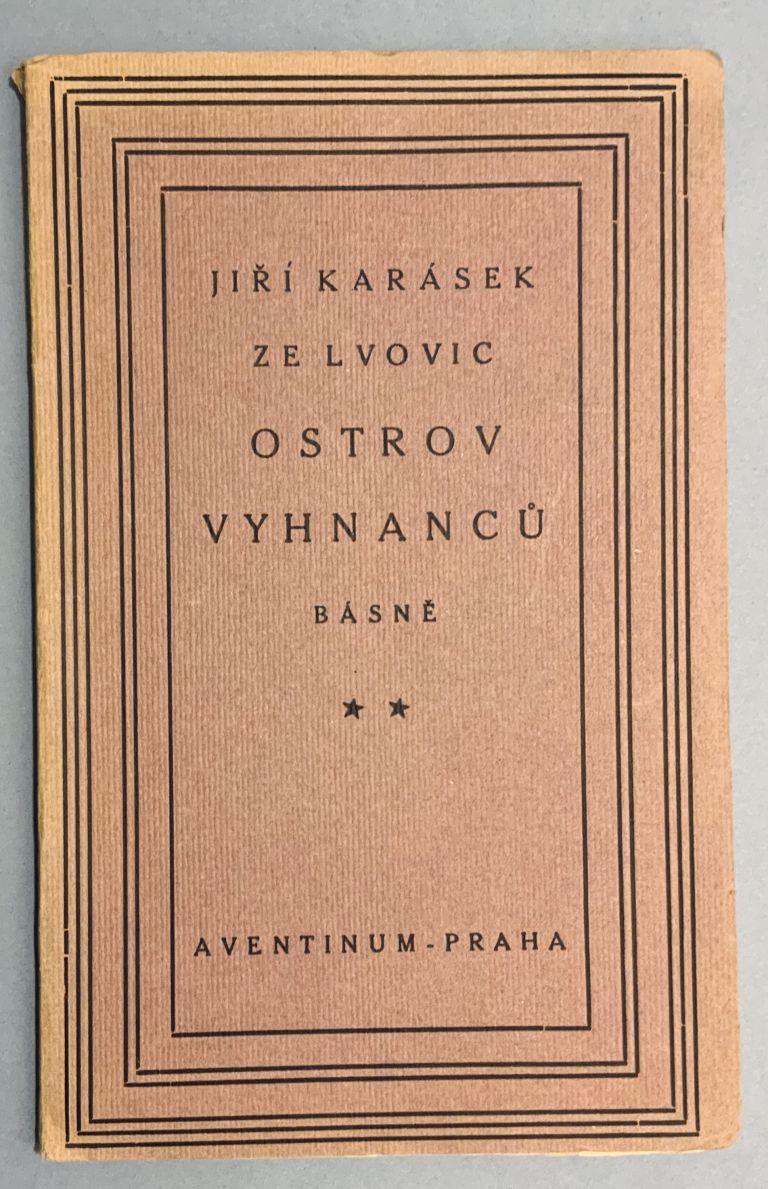 JIŘÍ KARÁSEK
ZE LVOVIC
OSTROV
VYHNANCŮ
BÁSNĚ
★ ★
AVENTINUM-PRAHA